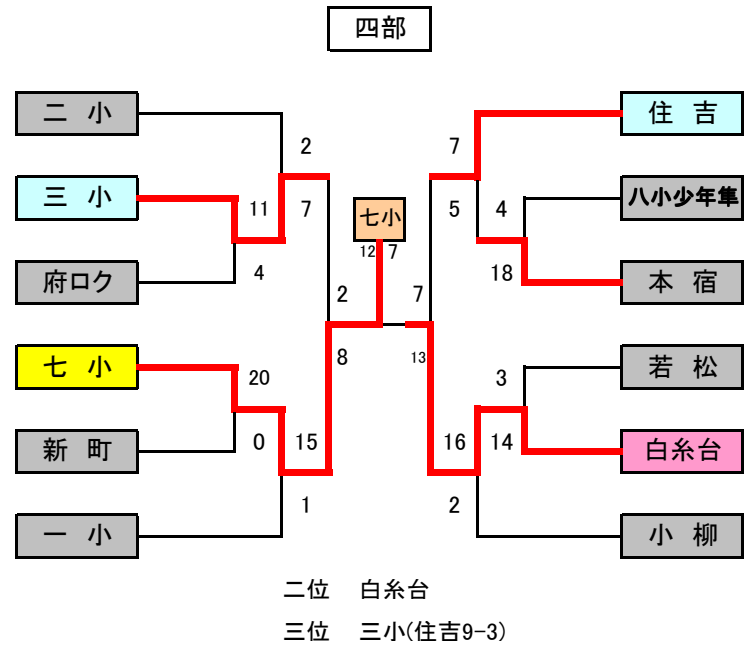 四部
二 小
住 吉
2
7
三 小
八小少年隼
11
7
七小
5
4
12 7
府ロク
4
18
本 宿
2
7
七 小
8
13
若 松
20
3
新 町
0
15
16
14
白糸台
1
2
一 小
小 柳
二位 白糸台
三位 三小(住吉9-3)